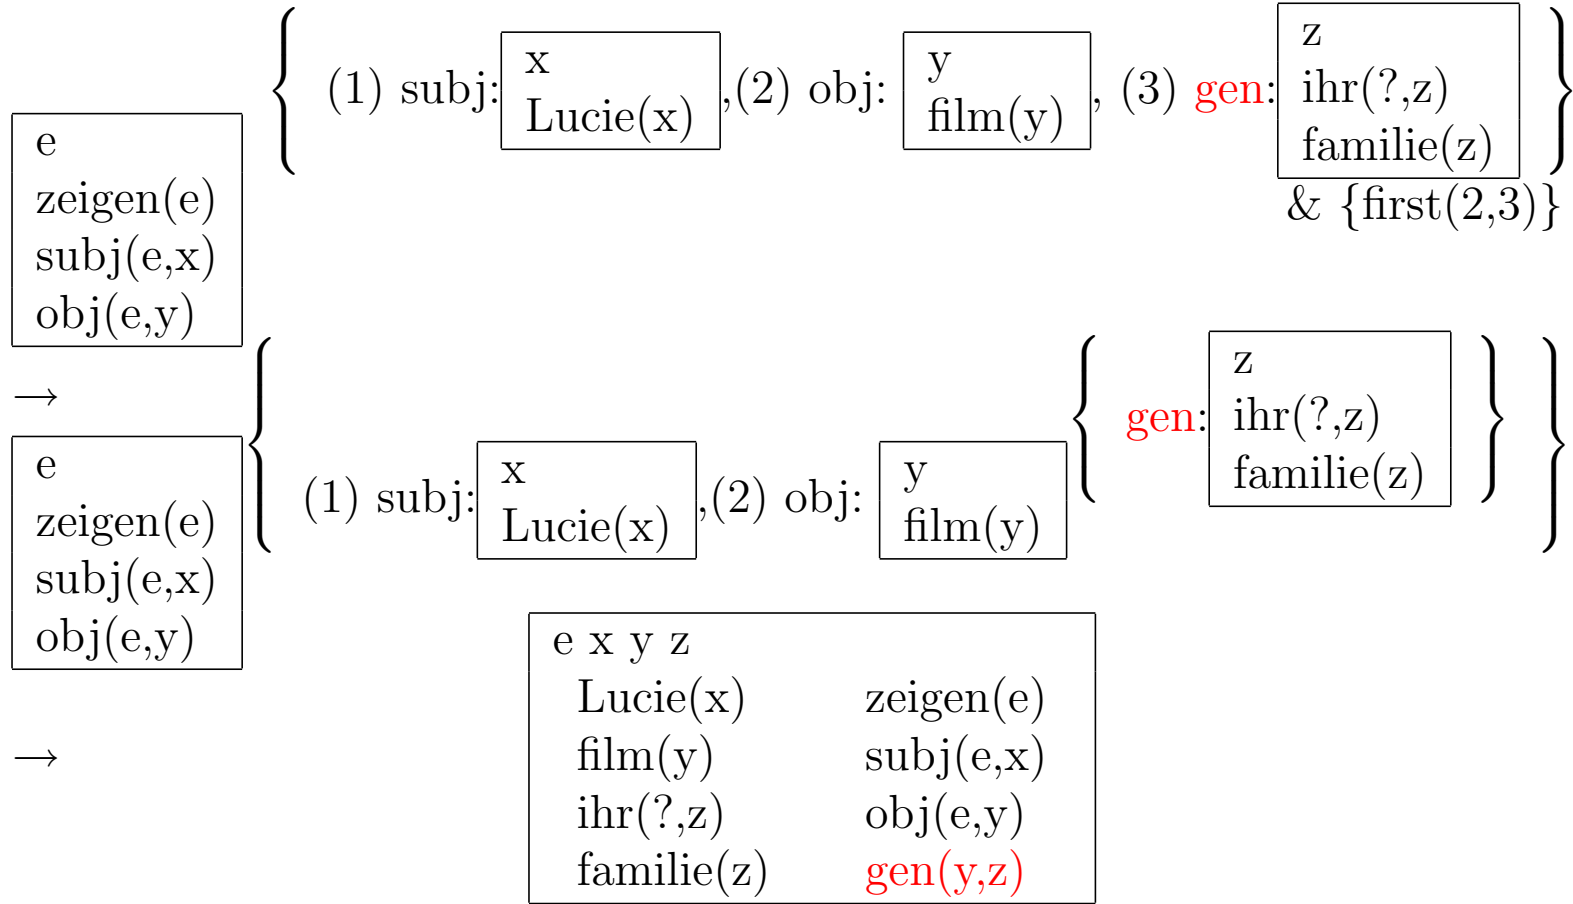 { (1) subj: x Lucie(x) ,(2) obj: y film(y) , (3) gen: z ihr(?,z) familie(z) }
& {first(2,3)}
e
zeigen(e)
subj(e,x)
obj(e,y)
→
{ (1) subj: x Lucie(x) ,(2) obj: y film(y) { gen: z ihr(?,z) familie(z) } }
e
zeigen(e)
subj(e,x)
obj(e,y)
→
e x y z
Lucie(x) zeigen(e)
film(y) subj(e,x)
ihr(?,z) obj(e,y)
familie(z) gen(y,z)